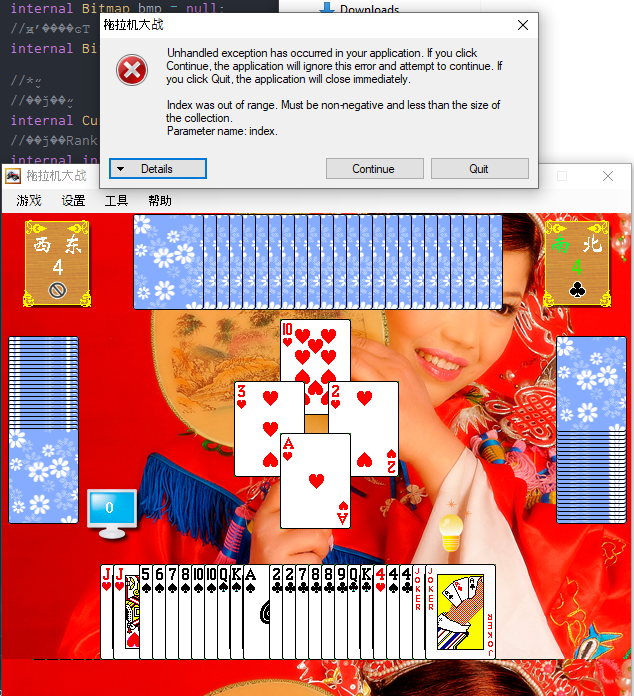 internal Bitmap bmp = null;
Downloads
internal Bi
internal Cu
Rank
internal in
拖拉机大战
Unhandled exception has occurred in your application. If you click
Continue, the application will ignore this error and attempt to continue. If
you click Quit, the application will close immediately.
Index was out of range. Must be non-negative and less than the size of
the collection.
Parameter name: index.
Details
Continue
Quit
拖拉机大战
游戏 设置 工具 帮助
西 东
4
南 北
4
10
3
2
2
A
A
0
J J 5 6 7 8 10 10 Q K A 2 2 7 8 8 9 Q K 4 4 4 JOKER JOKER
JOKER